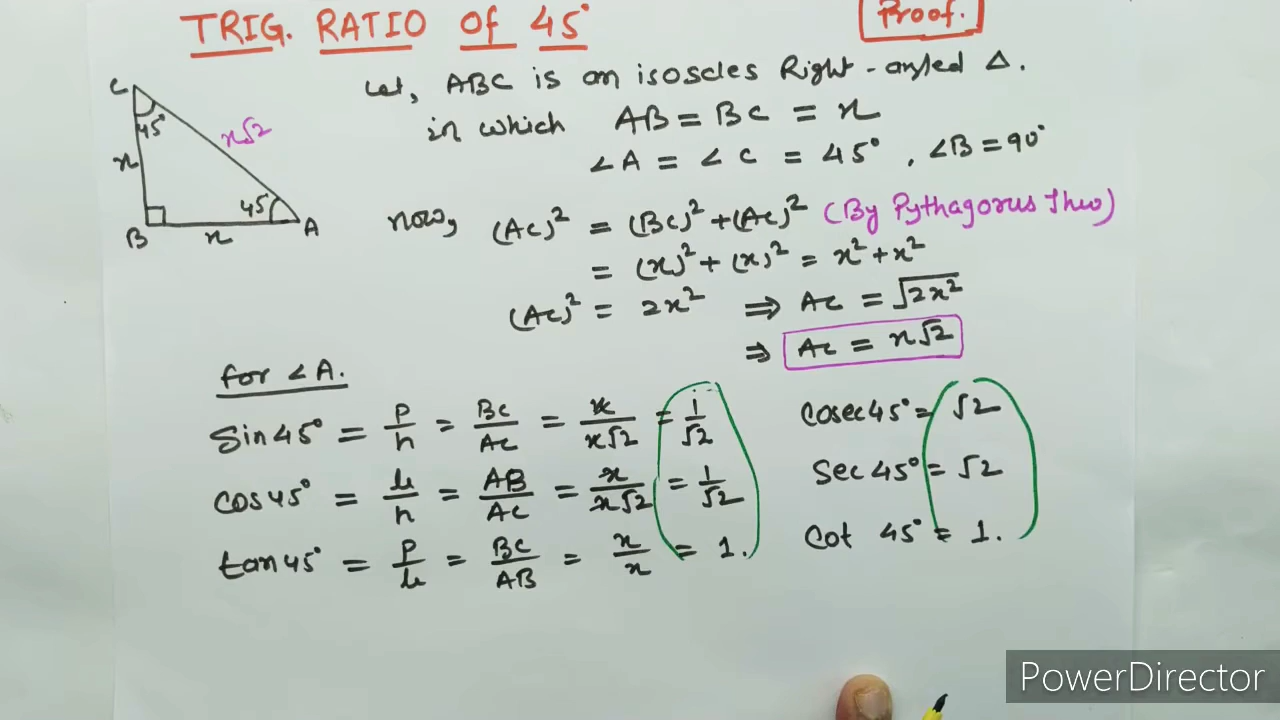 TRIG. RATIO Of 45°
Proof.
Let, ABC is an isoscles Right-angled Δ.
in which AB = BC = x
∠A = ∠C = 45°, ∠B = 90°
C
45°
x√2
x
45
B
x
A
now, (AC)² = (BC)² + (AC)² (By Pythagorus Theo)
= (x)² + (x)² = x² + x²
(AC)² = 2x² ⇒ AC = √2x²
⇒ AC = x√2
for ∠A.
Sin 45° = P/h = BC/AC = x/x√2 = 1/√2
cos 45° = b/h = AB/AC = x/x√2 = 1/√2
tan 45° = P/b = BC/AB = x/x = 1.
Cosec 45° = √2
Sec 45° = √2
Cot 45° = 1.
PowerDirector